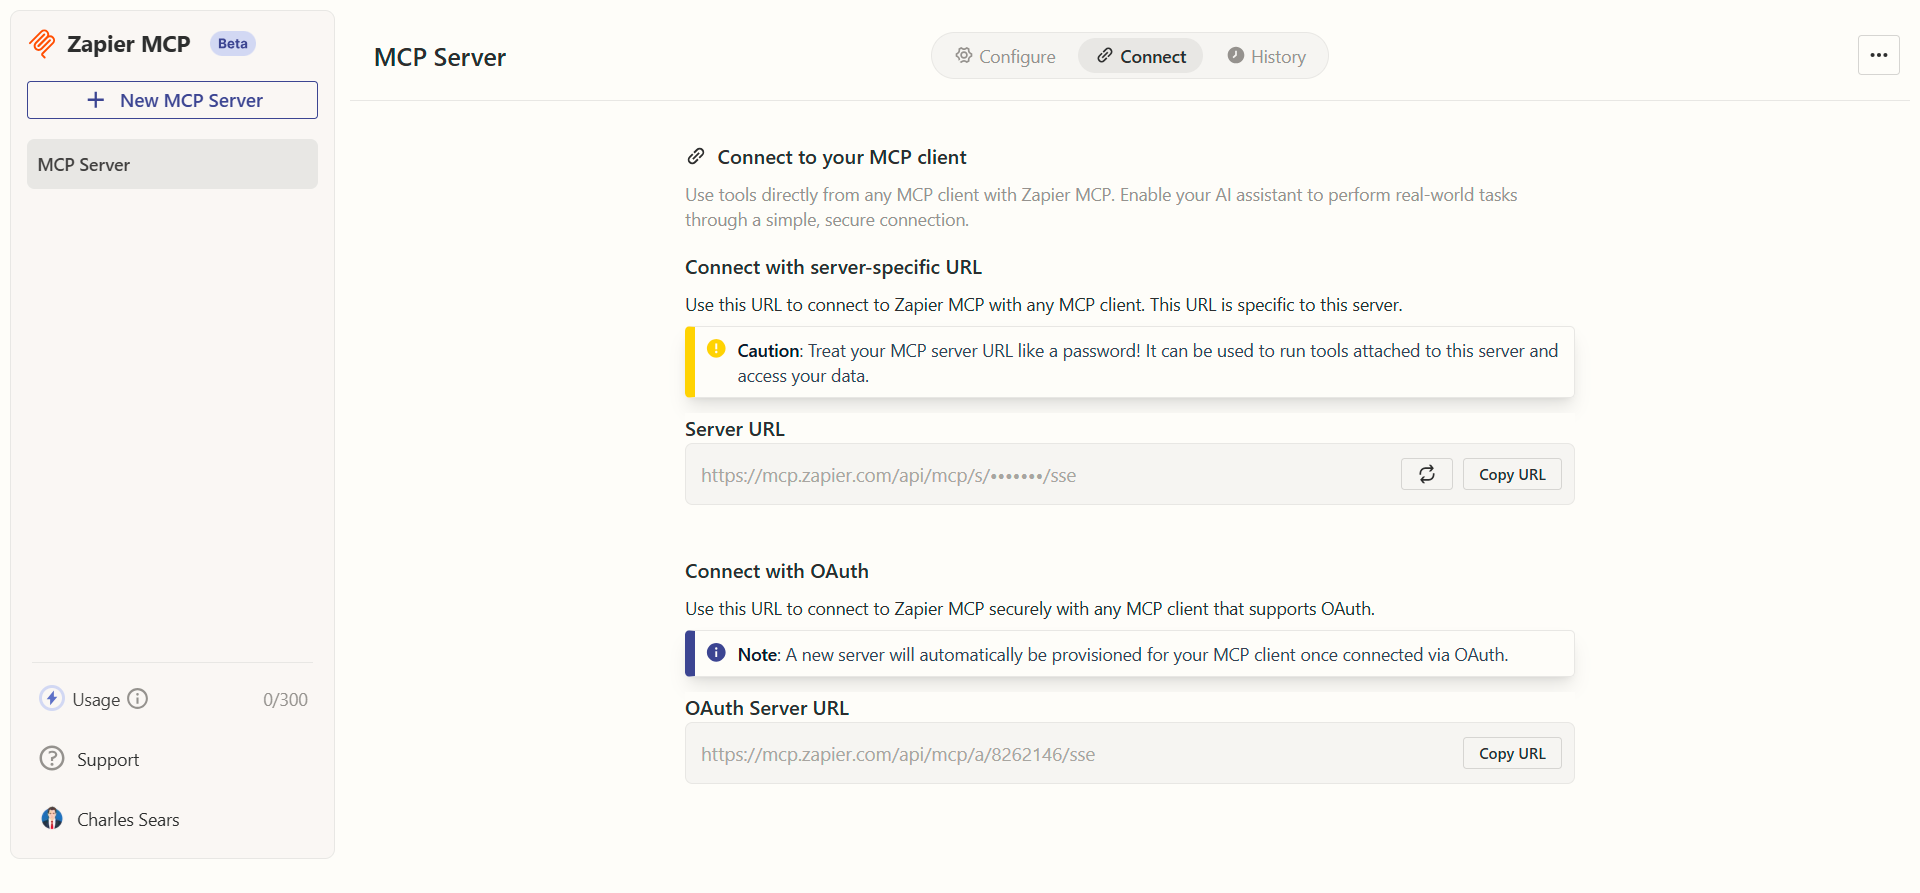 Zapier MCP
Beta
New MCP Server
MCP Server
Usage
0/300
Support
Charles Sears
MCP Server
Configure
Connect
History
Connect to your MCP client
Use tools directly from any MCP client with Zapier MCP. Enable your AI assistant to perform real-world tasks
through a simple, secure connection.
Connect with server-specific URL
Use this URL to connect to Zapier MCP with any MCP client. This URL is specific to this server.
Caution: Treat your MCP server URL like a password! It can be used to run tools attached to this server and
access your data.
Server URL
https://mcp.zapier.com/api/mcp/s/•••••••/sse
Copy URL
Connect with OAuth
Use this URL to connect to Zapier MCP securely with any MCP client that supports OAuth.
Note: A new server will automatically be provisioned for your MCP client once connected via OAuth.
OAuth Server URL
https://mcp.zapier.com/api/mcp/a/8262146/sse
Copy URL